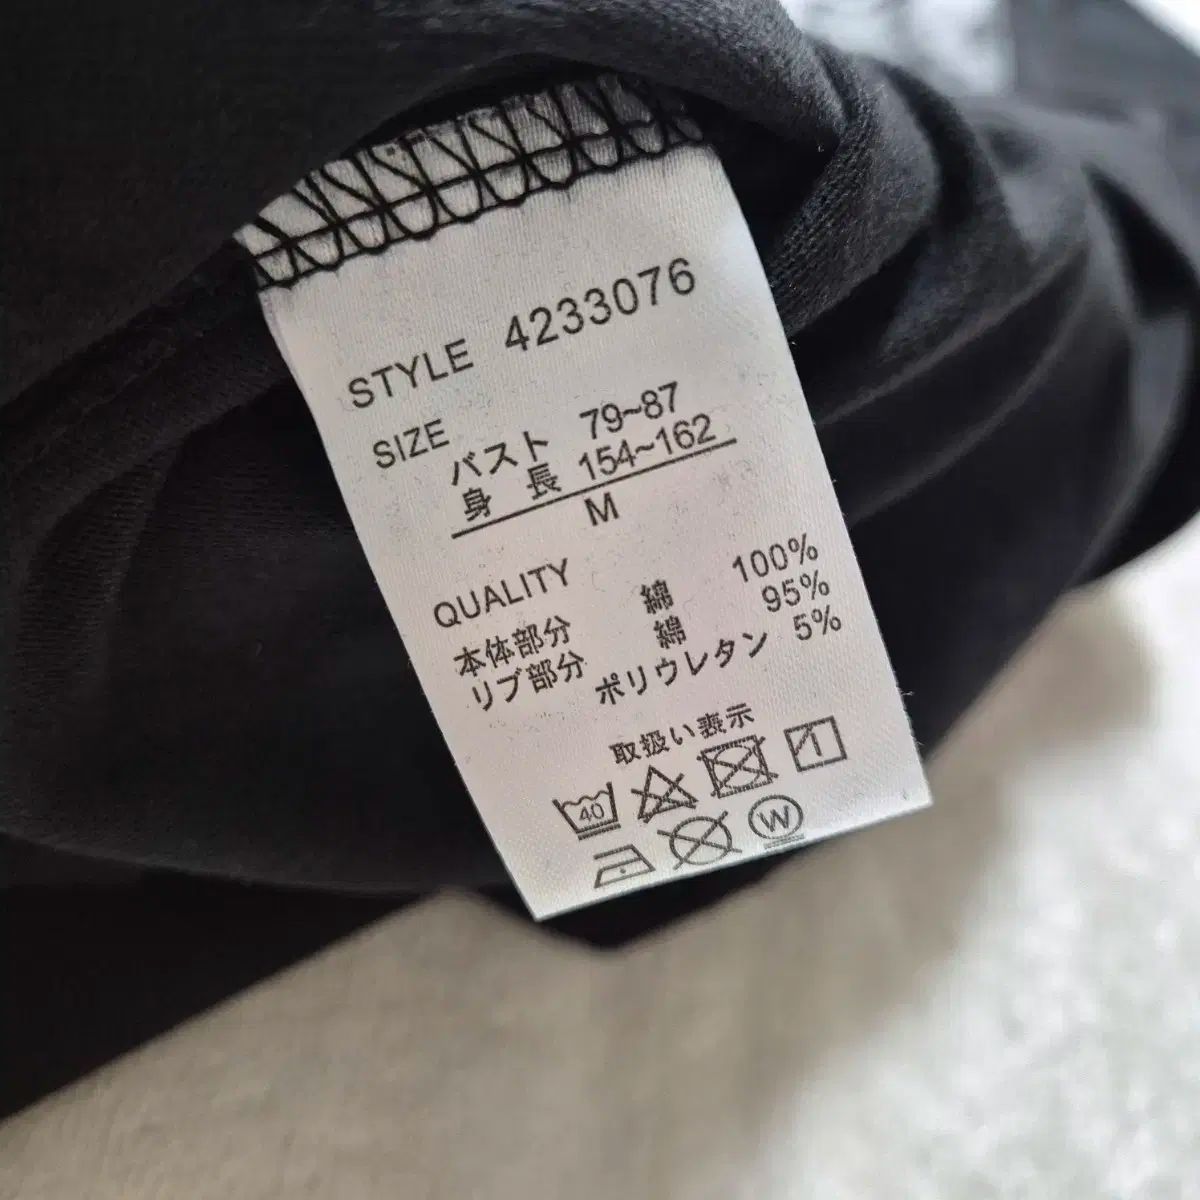 STYLE 4233076
SIZE
バスト 79~87
身 長 154~162
M
QUALITY
本体部分 綿 100%
リブ部分 綿 95%
ポリウレタン 5%
取扱い表示
40
W